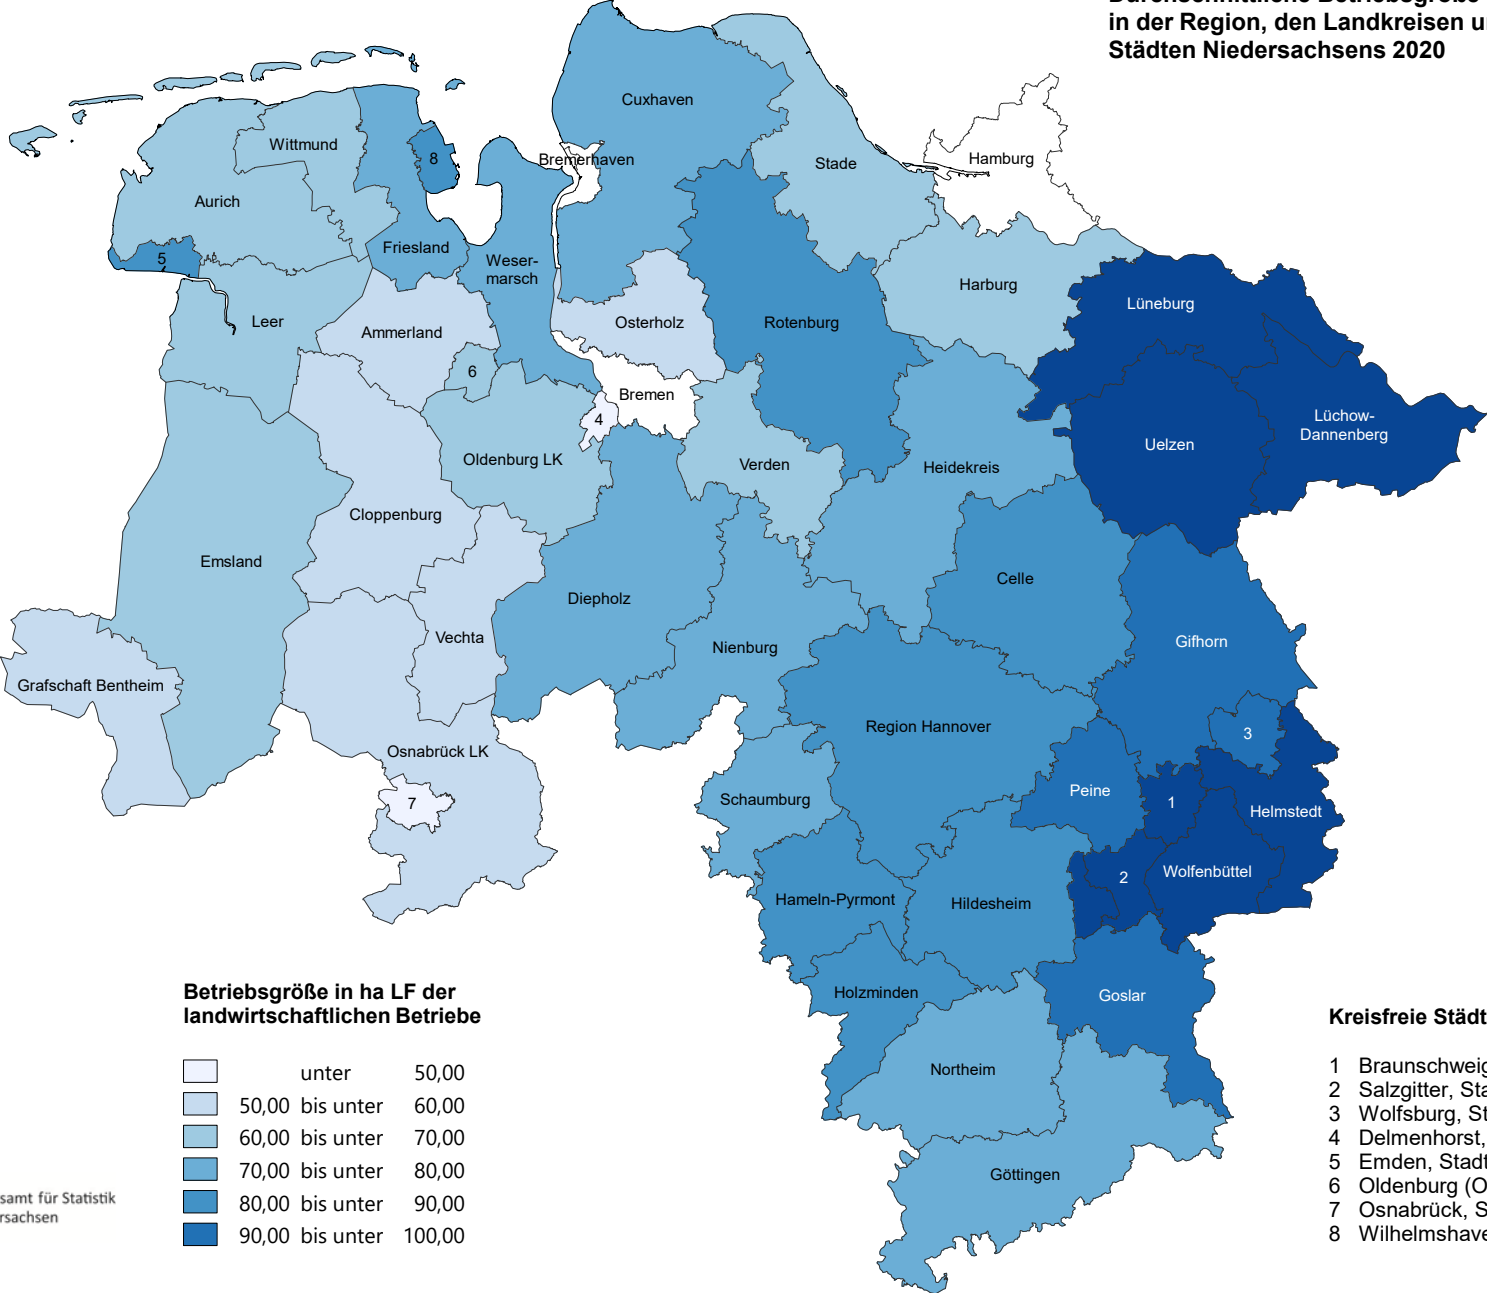 in der Region, den Landkreisen
Städten Niedersachsens 2020
Cuxhaven
Wittmund
8
Bremerhaven
Stade
Hamburg
Aurich
Friesland
5
Weser-
marsch
Harburg
Lüneburg
Leer
Ammerland
Osterholz
Rotenburg
6
Bremen
4
Lüchow-
Dannenberg
Uelzen
Oldenburg LK
Verden
Heidekreis
Cloppenburg
Emsland
Celle
Diepholz
Vechta
Nienburg
Gifhorn
Grafschaft Bentheim
Region Hannover
3
Osnabrück LK
Peine
7
Schaumburg
1
Helmstedt
2
Wolfenbüttel
Hameln-Pyrmont
Hildesheim
Holzminden
Goslar
Northeim
Göttingen
Betriebsgröße in ha LF der
landwirtschaftlichen Betriebe
unter 50,00
50,00 bis unter 60,00
60,00 bis unter 70,00
70,00 bis unter 80,00
80,00 bis unter 90,00
90,00 bis unter 100,00
samt für Statistik
rsachsen
Kreisfreie Städt
1 Braunschweig
2 Salzgitter, Sta
3 Wolfsburg, St
4 Delmenhorst,
5 Emden, Stadt
6 Oldenburg (O
7 Osnabrück, S
8 Wilhelmshave